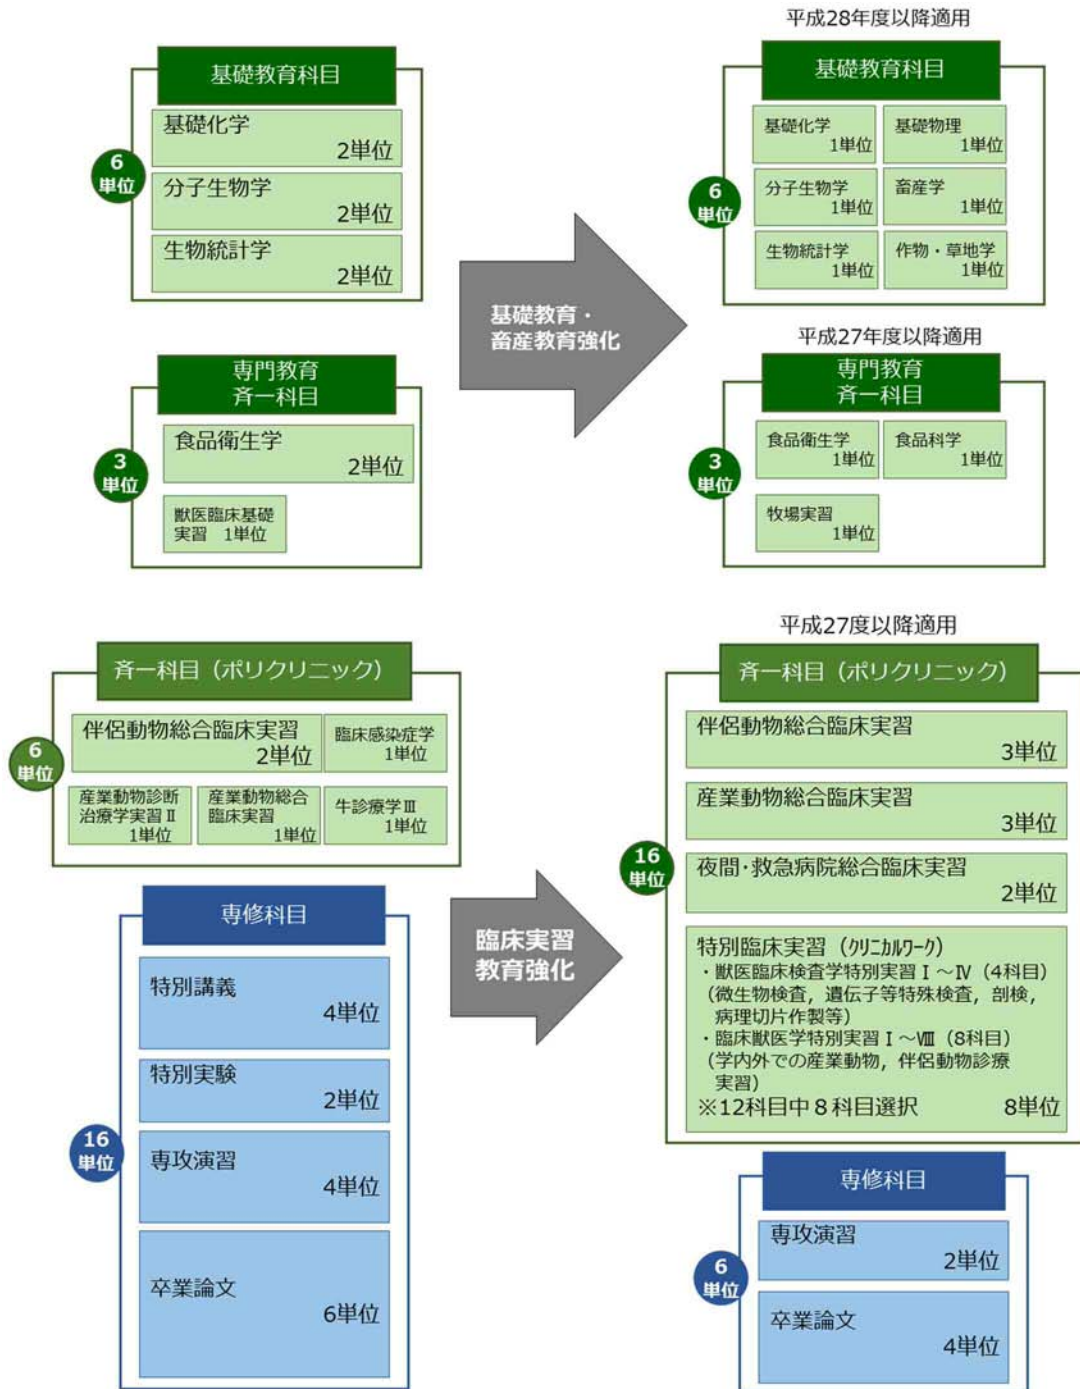 平成28年度以降適用
基礎教育科目
基礎化学
2単位
分子生物学
2単位
生物統計学
2単位
6
単位
基礎教育・
畜産教育強化
基礎教育科目
基礎化学
1単位
基礎物理
1単位
分子生物学
1単位
畜産学
1単位
生物統計学
1単位
作物・草地学
1単位
6
単位
専門教育
斉一科目
食品衛生学
2単位
獣医臨床基礎
実習 1単位
3
単位
平成27年度以降適用
専門教育
斉一科目
食品衛生学
1単位
食品科学
1単位
牧場実習
1単位
3
単位
斉一科目（ポリクリニック）
伴侶動物総合臨床実習
2単位
臨床感染症学
1単位
産業動物診断
治療学実習Ⅱ
1単位
産業動物総合
臨床実習
1単位
牛診療学Ⅲ
1単位
6
単位
専修科目
特別講義
4単位
特別実験
2単位
専攻演習
4単位
卒業論文
6単位
16
単位
臨床実習
教育強化
平成27度以降適用
斉一科目（ポリクリニック）
伴侶動物総合臨床実習
3単位
産業動物総合臨床実習
3単位
夜間・救急病院総合臨床実習
2単位
特別臨床実習（クリニカルワーク）
・獣医臨床検査学特別実習Ⅰ～Ⅳ（4科目）
（微生物検査，遺伝子等特殊検査，剖検，
病理切片作製等）
・臨床獣医学特別実習Ⅰ～Ⅷ（8科目）
（学内外での産業動物，伴侶動物診療
実習）
※12科目中８科目選択 8単位
16
単位
専修科目
専攻演習
2単位
卒業論文
4単位
6
単位